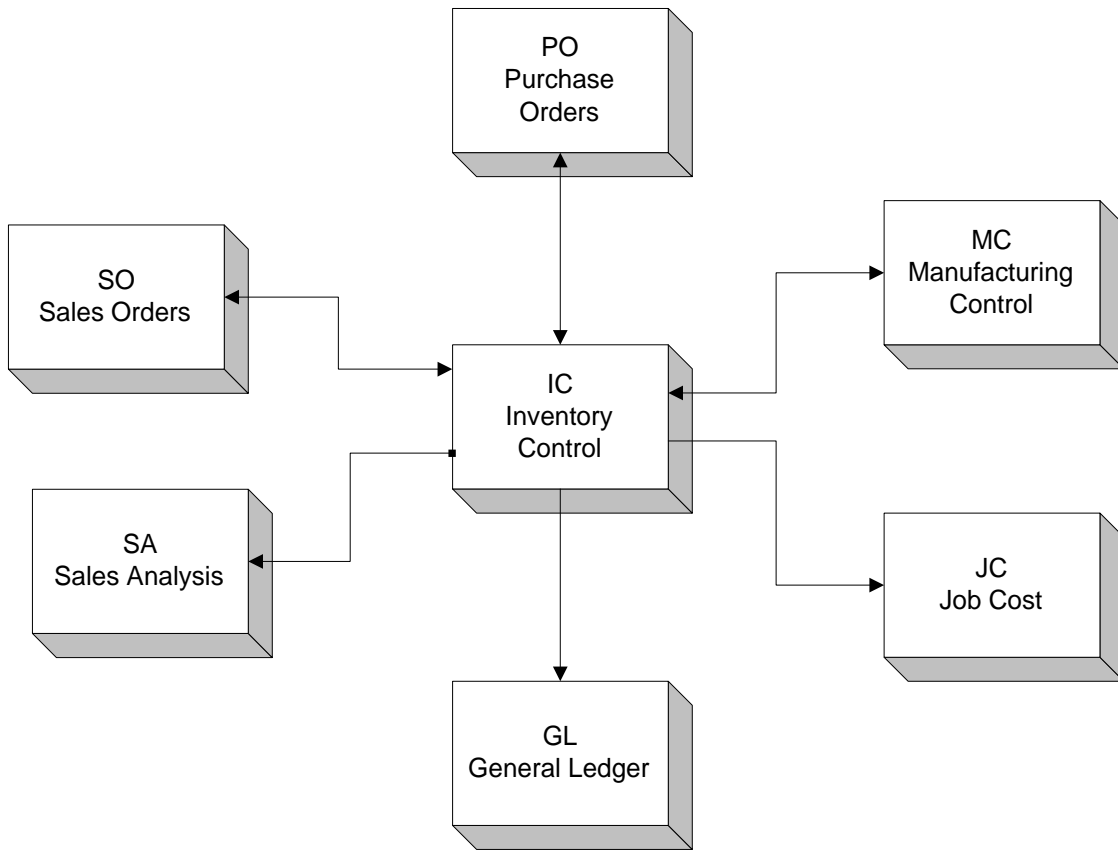 PO
Purchase
Orders
SO
Sales Orders
MC
Manufacturing
Control
IC
Inventory
Control
SA
Sales Analysis
JC
Job Cost
GL
General Ledger